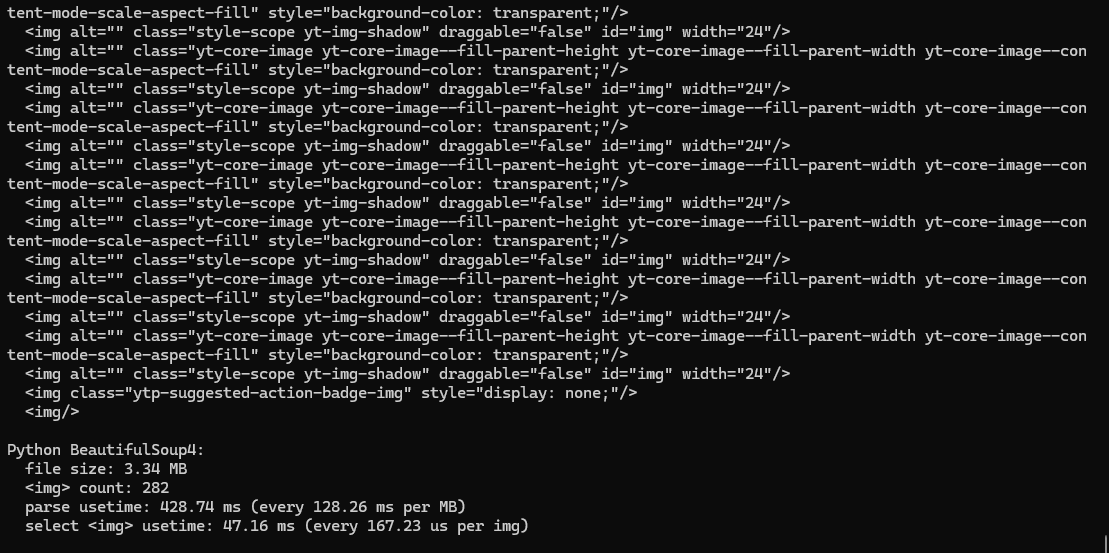 tent-mode-scale-aspect-fill" style="background-color: transparent;"/>
  <img alt="" class="style-scope yt-img-shadow" draggable="false" id="img" width="24"/>
  <img alt="" class="yt-core-image yt-core-image--fill-parent-height yt-core-image--fill-parent-width yt-core-image--con
tent-mode-scale-aspect-fill" style="background-color: transparent;"/>
  <img alt="" class="style-scope yt-img-shadow" draggable="false" id="img" width="24"/>
  <img alt="" class="yt-core-image yt-core-image--fill-parent-height yt-core-image--fill-parent-width yt-core-image--con
tent-mode-scale-aspect-fill" style="background-color: transparent;"/>
  <img alt="" class="style-scope yt-img-shadow" draggable="false" id="img" width="24"/>
  <img alt="" class="yt-core-image yt-core-image--fill-parent-height yt-core-image--fill-parent-width yt-core-image--con
tent-mode-scale-aspect-fill" style="background-color: transparent;"/>
  <img alt="" class="style-scope yt-img-shadow" draggable="false" id="img" width="24"/>
  <img alt="" class="yt-core-image yt-core-image--fill-parent-height yt-core-image--fill-parent-width yt-core-image--con
tent-mode-scale-aspect-fill" style="background-color: transparent;"/>
  <img alt="" class="style-scope yt-img-shadow" draggable="false" id="img" width="24"/>
  <img alt="" class="yt-core-image yt-core-image--fill-parent-height yt-core-image--fill-parent-width yt-core-image--con
tent-mode-scale-aspect-fill" style="background-color: transparent;"/>
  <img alt="" class="style-scope yt-img-shadow" draggable="false" id="img" width="24"/>
  <img alt="" class="yt-core-image yt-core-image--fill-parent-height yt-core-image--fill-parent-width yt-core-image--con
tent-mode-scale-aspect-fill" style="background-color: transparent;"/>
  <img alt="" class="style-scope yt-img-shadow" draggable="false" id="img" width="24"/>
  <img class="ytp-suggested-action-badge-img" style="display: none;"/>
  <img/>

Python BeautifulSoup4:
  file size: 3.34 MB
  <img> count: 282
  parse usetime: 428.74 ms (every 128.26 ms per MB)
  select <img> usetime: 47.16 ms (every 167.23 us per img)